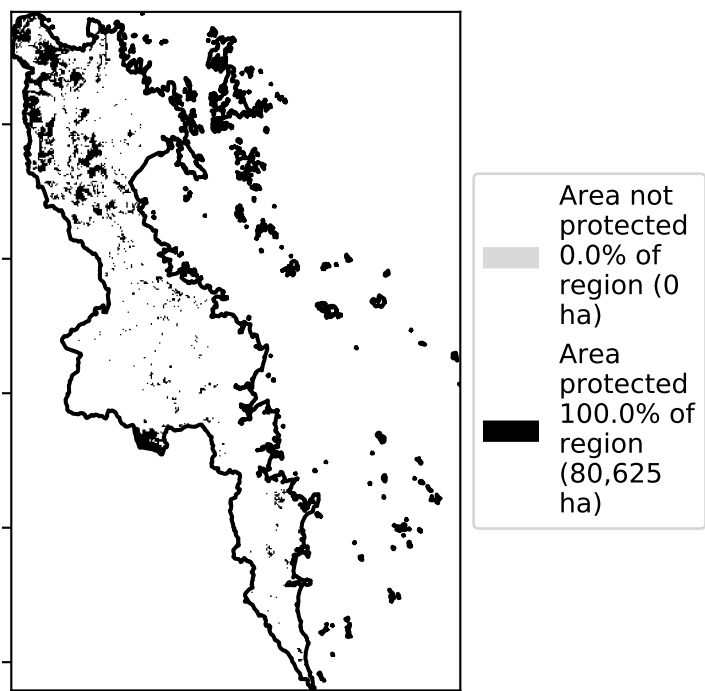 Area not
protected
0.0% of
region (0
ha)
Area
protected
100.0% of
region
(80,625
ha)